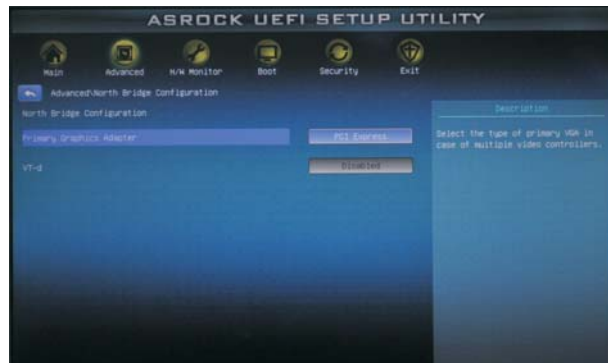 ASROCK UEFI SETUP UTILITY
Main
Advanced
H/W Monitor
Boot
Security
Exit
Advanced\North Bridge Configuration
North Bridge Configuration
Primary Graphics Adapter
PCI Express
VT-d
Disabled
Description
Select the type of primary VGA in
case of multiple video controllers.